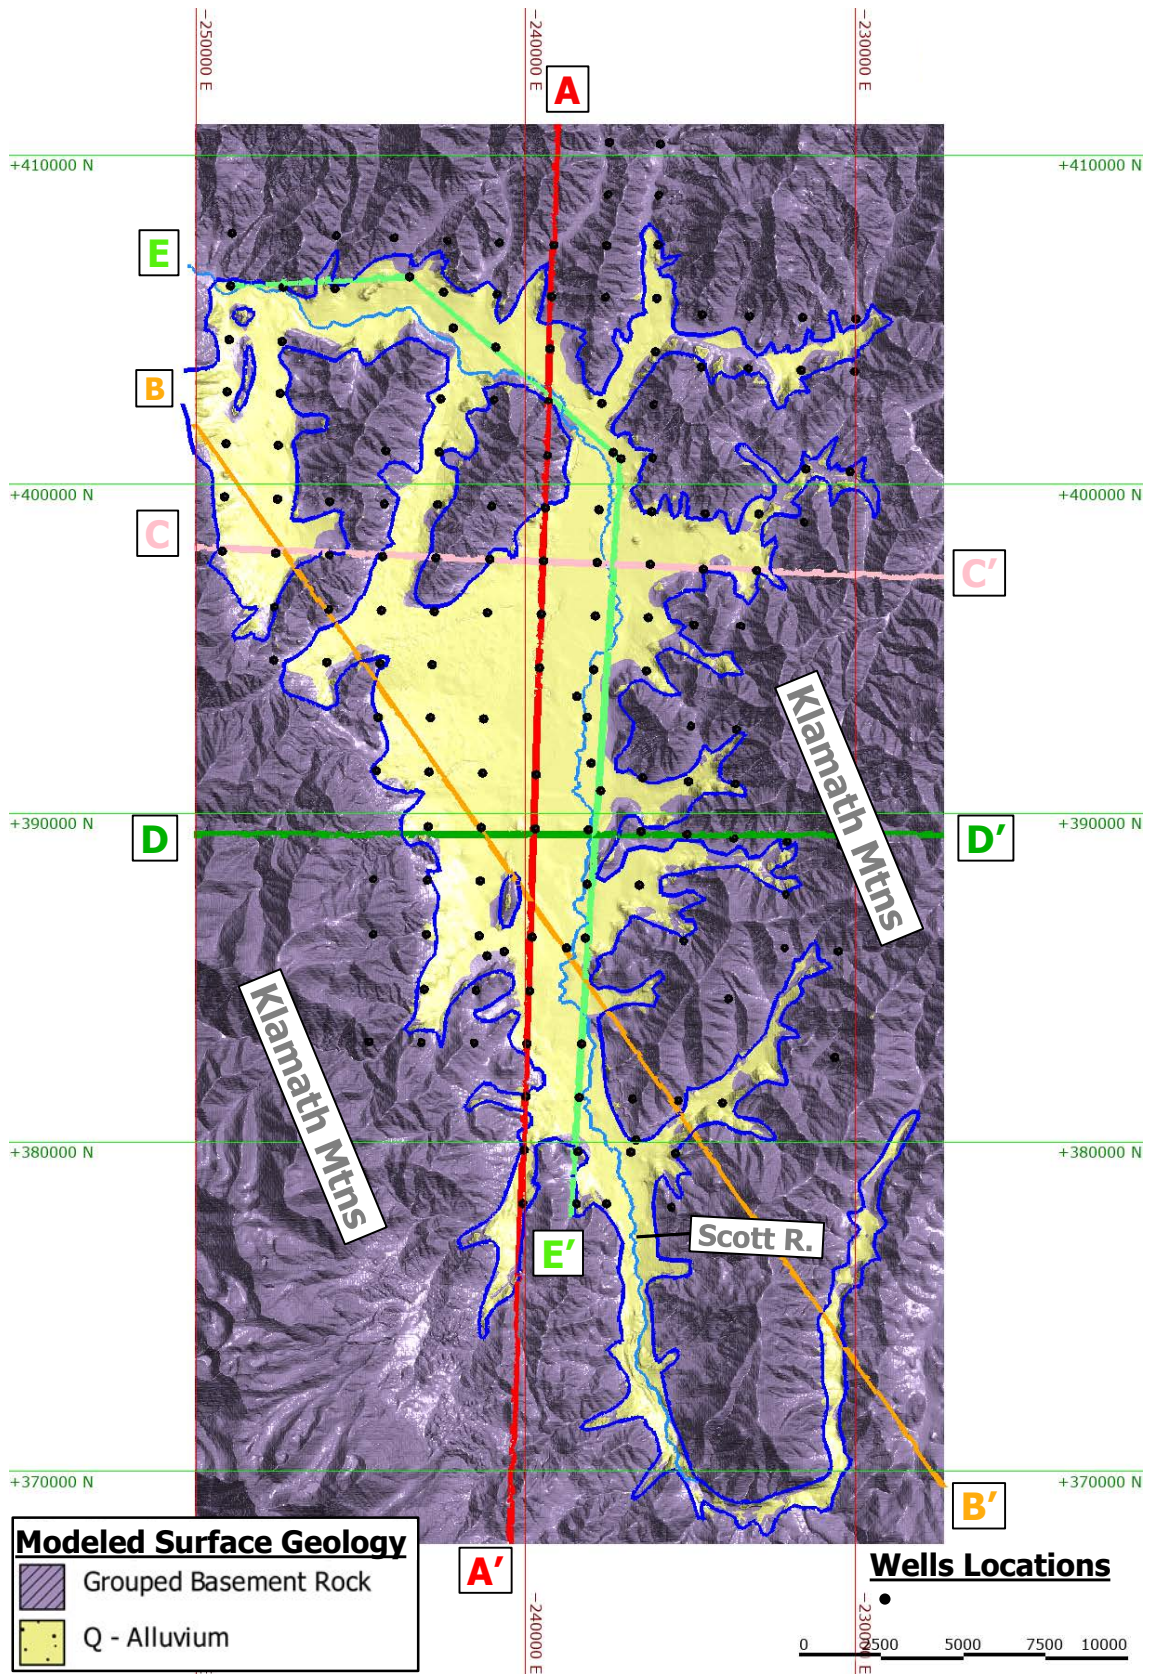 -250000 E
-240000 E
-230000 E
A
+410000 N
+410000 N
E
B
+400000 N
+400000 N
C
C′
Klamath Mtns
+390000 N
+390000 N
D
D′
Klamath Mtns
+380000 N
+380000 N
Scott R.
E′
+370000 N
+370000 N
B′
A′
Modeled Surface Geology
Grouped Basement Rock
Q - Alluvium
Wells Locations
-240000 E
-230000 E
0 2500 5000 7500 10000